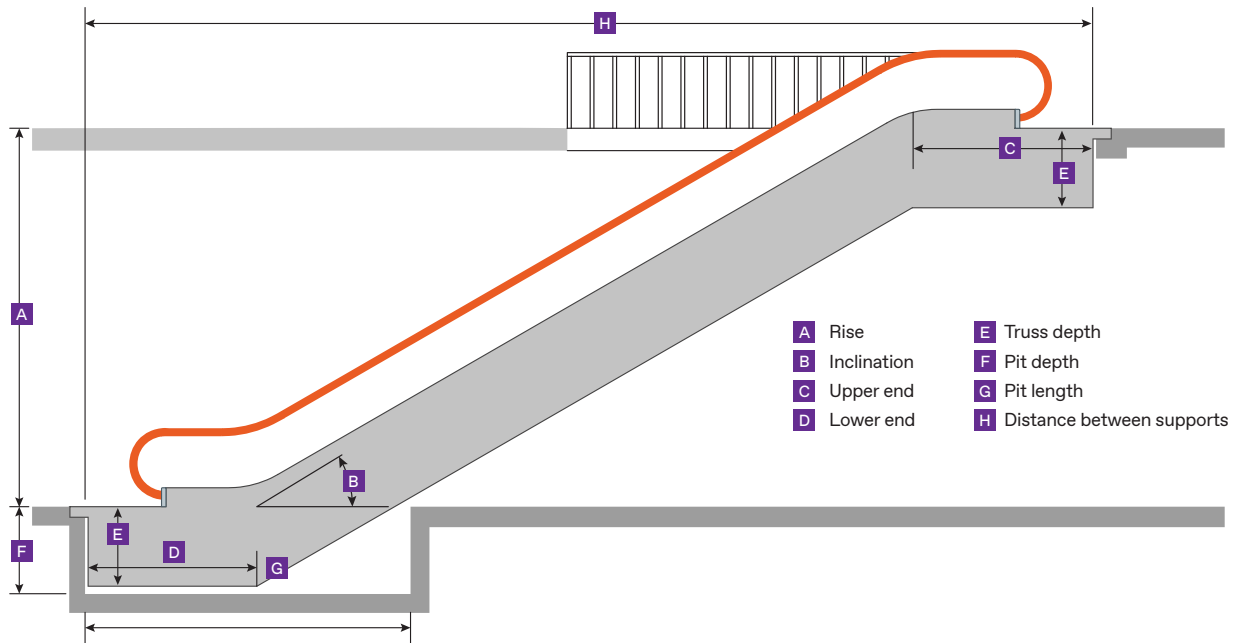 H
C
E
A
A Rise
B Inclination
C Upper end
D Lower end
E Truss depth
F Pit depth
G Pit length
H Distance between supports
B
E
F
D
G